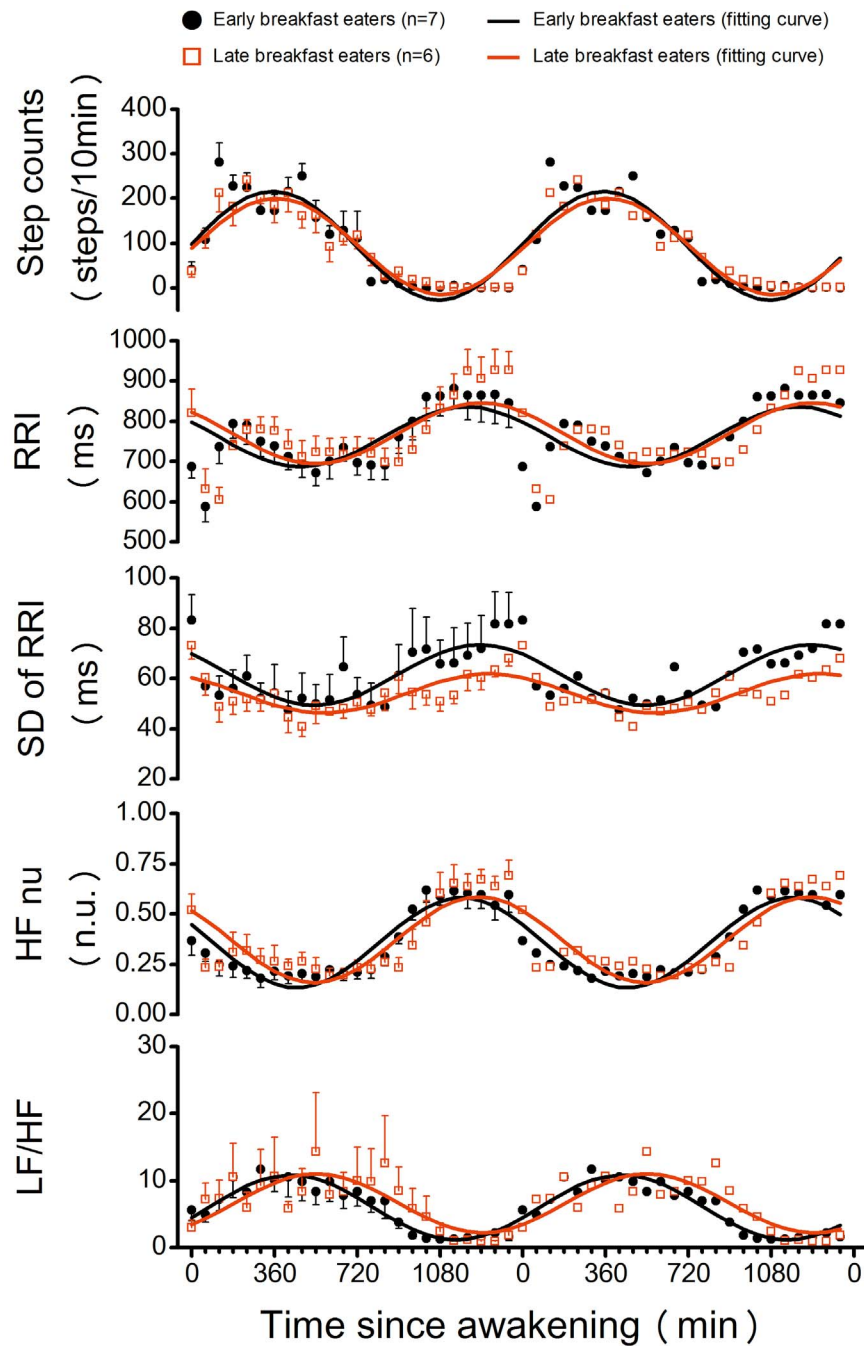 Early breakfast eaters (n=7) Early breakfast eaters (fitting curve)
Late breakfast eaters (n=6) Late breakfast eaters (fitting curve)
Step counts
( steps/10min )
400
300
200
100
0
RRI
( ms )
1000
900
800
700
600
500
SD of RRI
( ms )
100
80
60
40
20
HF nu
( n.u. )
1.00
0.75
0.50
0.25
0.00
LF/HF
30
20
10
0
0 360 720 1080 0 360 720 1080 0
Time since awakening ( min )